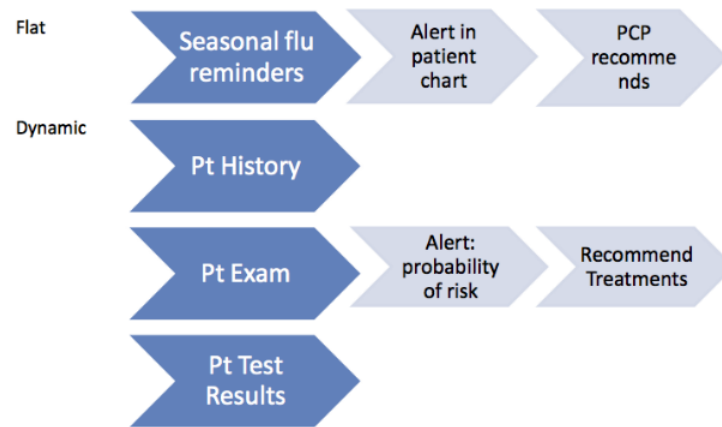 Flat
Seasonal flu
reminders
Alert in
patient
chart
PCP
recomme
nds
Dynamic
Pt History
Pt Exam
Alert:
probability
of risk
Recommend
Treatments
Pt Test
Results